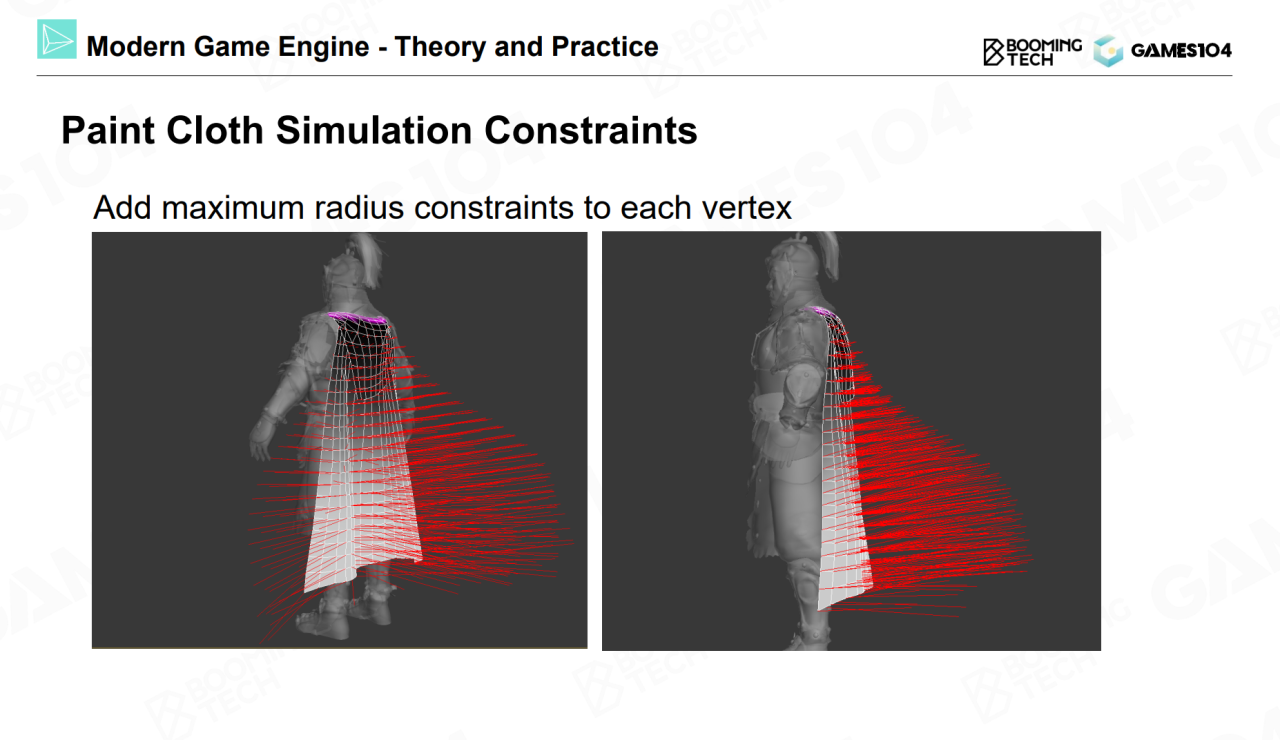 Modern Game Engine - Theory and Practice
BOOMING
TECH
GAMES104
Paint Cloth Simulation Constraints
Add maximum radius constraints to each vertex